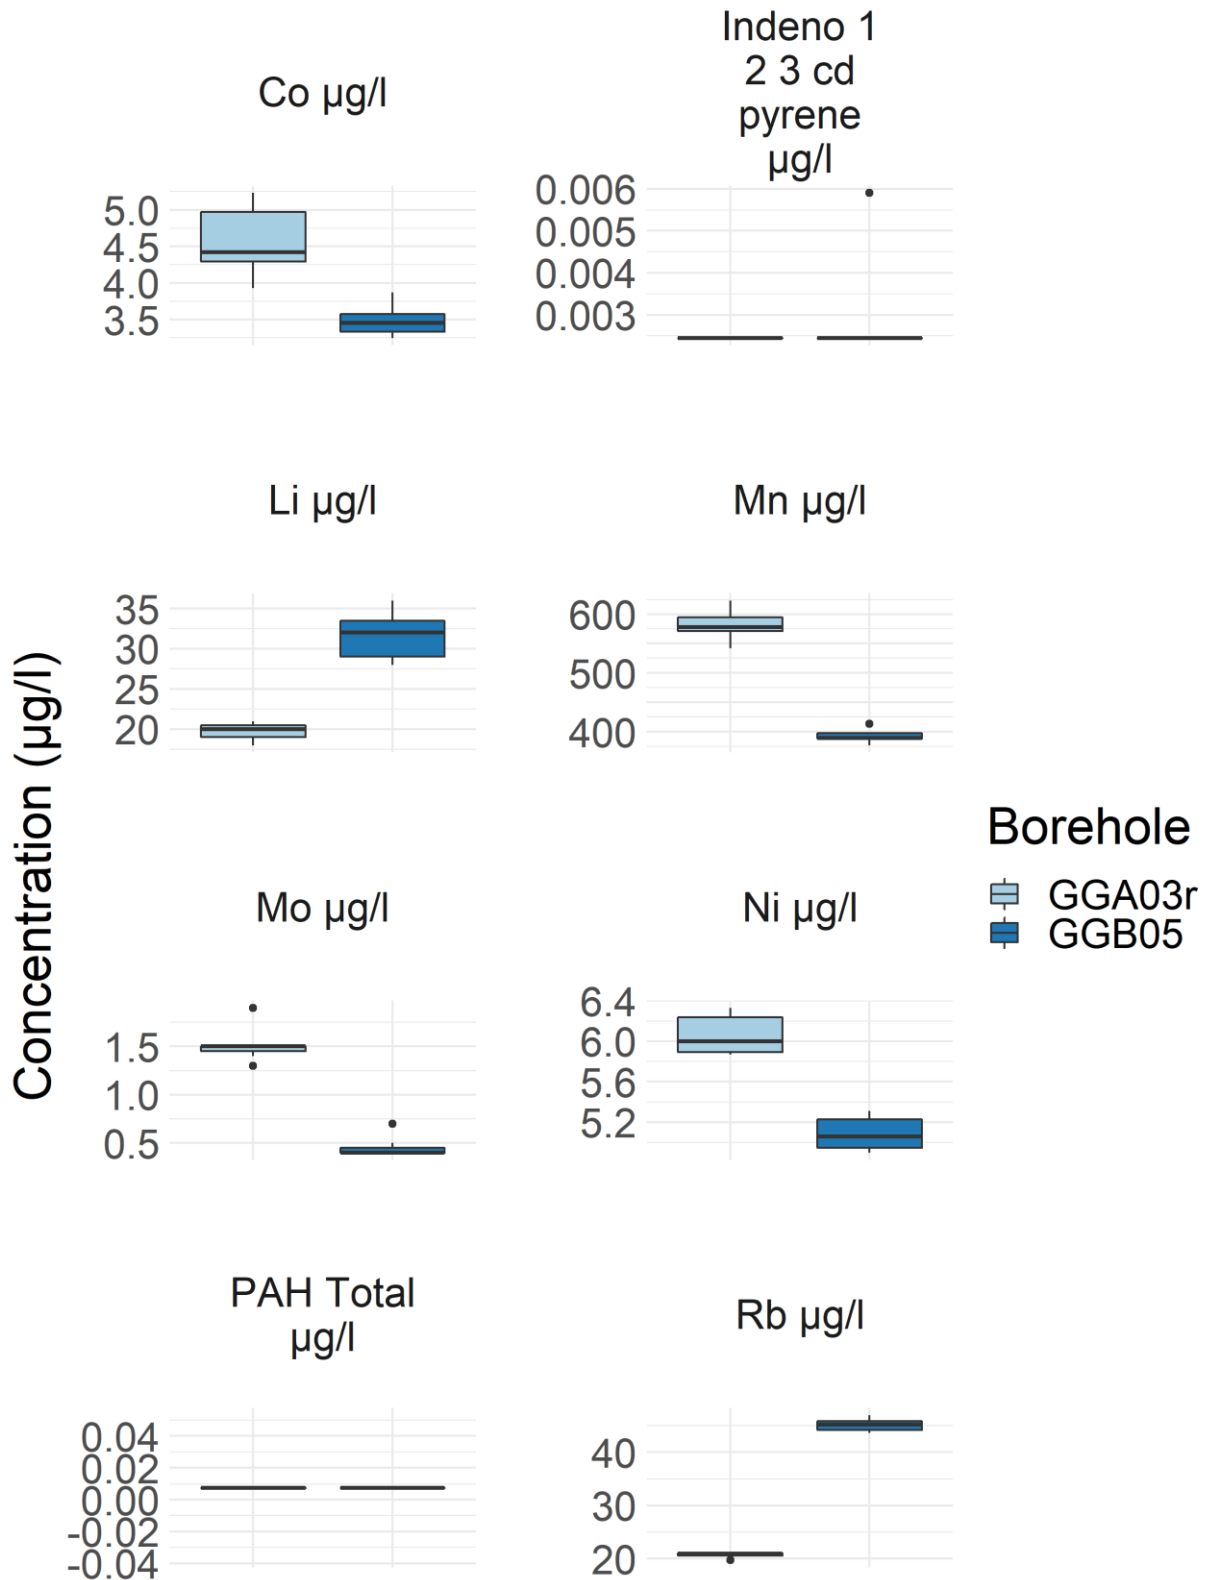 Indeno 1
2 3 cd
pyrene
µg/l
Co µg/l
5.0
4.5
4.0
3.5
0.006
0.005
0.004
0.003
Li µg/l
Mn µg/l
35
30
25
20
600
500
400
Concentration (µg/l)
Mo µg/l
Ni µg/l
1.5
1.0
0.5
6.4
6.0
5.6
5.2
Borehole
GGA03r
GGB05
PAH Total
µg/l
Rb µg/l
0.04
0.02
0.00
-0.02
-0.04
40
30
20